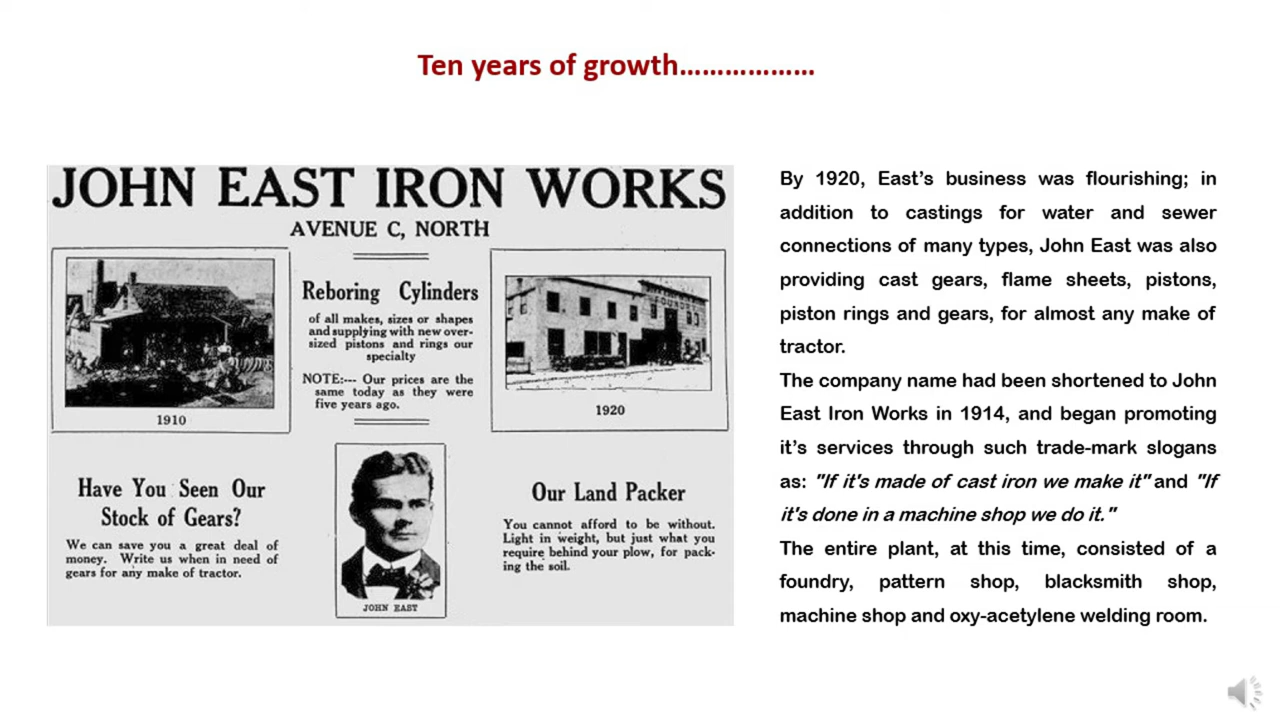 Ten years of growth………………
JOHN EAST IRON WORKS
AVENUE C, NORTH
1910
Reboring Cylinders
of all makes, sizes or shapes
and supplying with new over-
sized pistons and rings our
specialty
NOTE:--- Our prices are the
same today as they were
five years ago.
1920
Have You Seen Our
Stock of Gears?
We can save you a great deal of
money. Write us when in need of
gears for any make of tractor.
JOHN EAST
Our Land Packer
You cannot afford to be without.
Light in weight, but just what you
require behind your plow, for pack-
ing the soil.
By 1920, East’s business was flourishing; in
addition to castings for water and sewer
connections of many types, John East was also
providing cast gears, flame sheets, pistons,
piston rings and gears, for almost any make of
tractor.
The company name had been shortened to John
East Iron Works in 1914, and began promoting
it’s services through such trade-mark slogans
as: "If it's made of cast iron we make it" and "If
it's done in a machine shop we do it."
The entire plant, at this time, consisted of a
foundry, pattern shop, blacksmith shop,
machine shop and oxy-acetylene welding room.